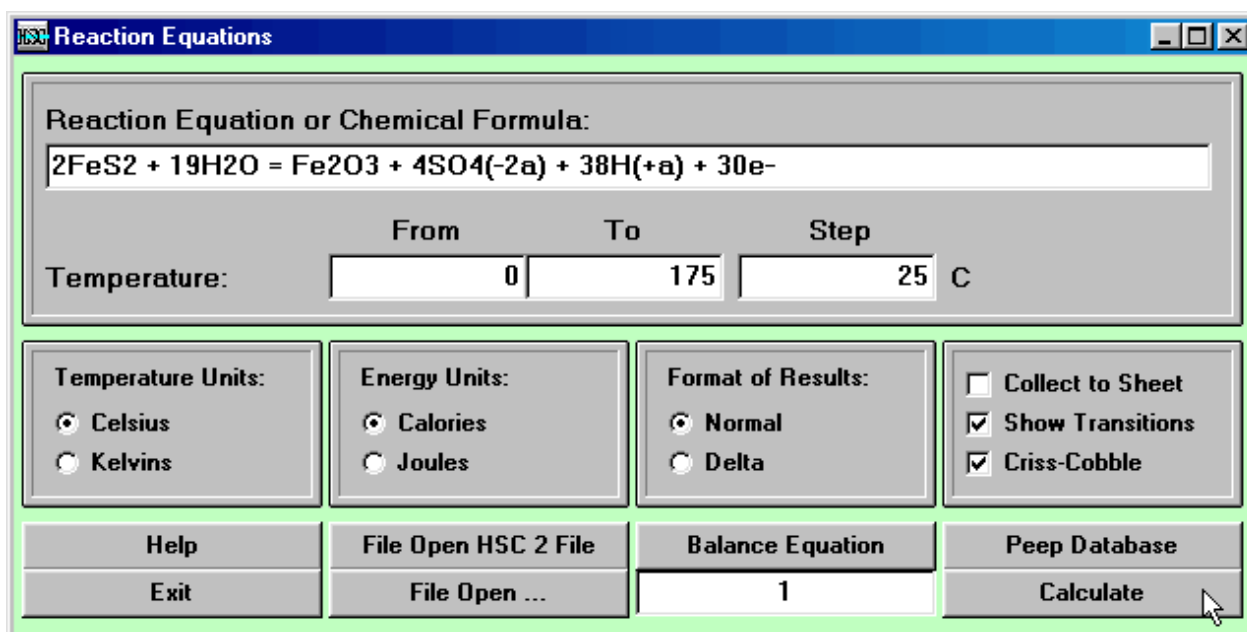 HSC Reaction Equations
Reaction Equation or Chemical Formula:
2FeS2 + 19H2O = Fe2O3 + 4SO4(-2a) + 38H(+a) + 30e-
From To Step
Temperature: 0 175 25 C
Temperature Units: Energy Units: Format of Results: Collect to Sheet
Celsius Calories Normal Show Transitions
Kelvins Joules Delta Criss-Cobble
Help File Open HSC 2 File Balance Equation Peep Database
Exit File Open ... 1 Calculate